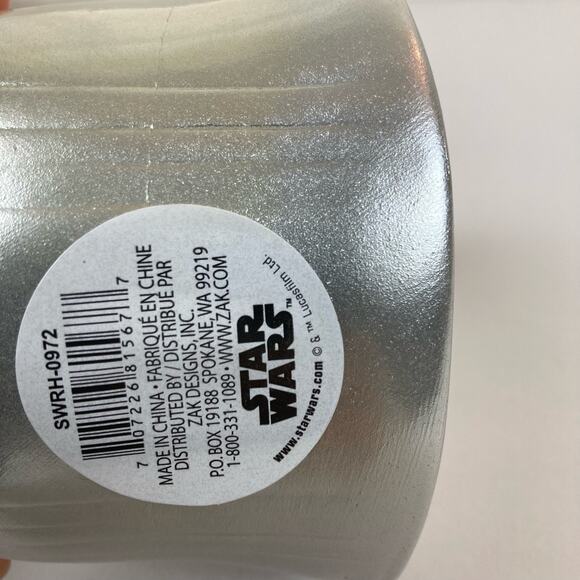 SWRH-0972
7 07226 81567 7
MADE IN CHINA • FABRIQUÉ EN CHINE
DISTRIBUTED BY / DISTRIBUÉ PAR
ZAK DESIGNS, INC.
P.O. BOX 19188 SPOKANE, WA 99219
1-800-331-1089 • WWW.ZAK.COM
STAR
WARS™
www.starwars.com © & ™ Lucasfilm Ltd.